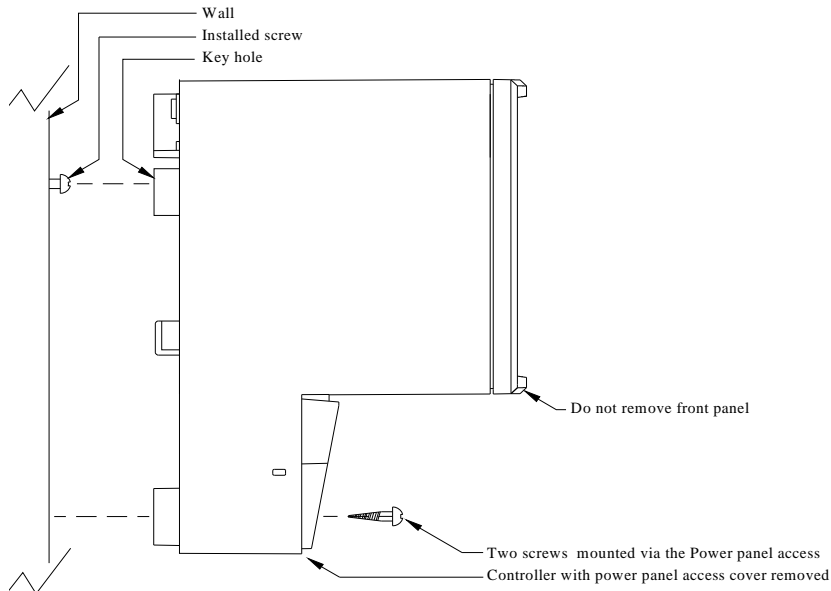 Wall
Installed screw
Key hole
Do not remove front panel
Two screws mounted via the Power panel access
Controller with power panel access cover removed